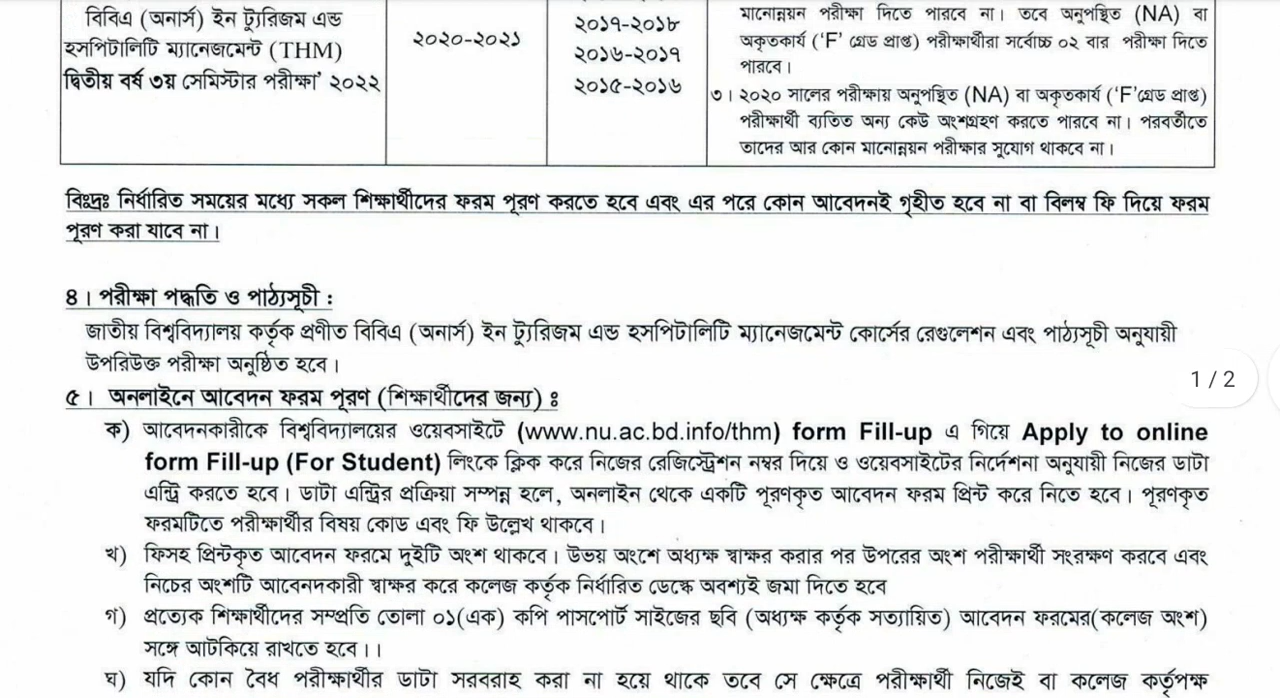 বিবিএ (অনার্স) ইন ট্যুরিজম এন্ড
হসপিটালিটি ম্যানেজমেন্ট (THM)
দ্বিতীয় বর্ষ ৩য় সেমিস্টার পরীক্ষা' ২০২২
২০২০-২০২১
২০১৭-২০১৮
২০১৬-২০১৭
২০১৫-২০১৬
মানোন্নয়ন পরীক্ষা দিতে পারবে না। তবে অনুপস্থিত (NA) বা
অকৃতকার্য (‘F’ গ্রেড প্রাপ্ত) পরীক্ষার্থীরা সর্বোচ্চ ০২ বার পরীক্ষা দিতে
পারবে।
৩। ২০২০ সালের পরীক্ষায় অনুপস্থিত (NA) বা অকৃতকার্য (‘F’গ্রেড প্রাপ্ত)
পরীক্ষার্থী ব্যতিত অন্য কেউ অংশগ্রহণ করতে পারবে না। পরবর্তীতে
তাদের আর কোন মানোন্নয়ন পরীক্ষার সুযোগ থাকবে না।
বিঃদ্রঃ নির্ধারিত সময়ের মধ্যে সকল শিক্ষার্থীদের ফরম পূরণ করতে হবে এবং এর পরে কোন আবেদনই গৃহীত হবে না বা বিলম্ব ফি দিয়ে ফরম
পূরণ করা যাবে না।
৪। পরীক্ষা পদ্ধতি ও পাঠ্যসূচী :
জাতীয় বিশ্ববিদ্যালয় কর্তৃক প্রণীত বিবিএ (অনার্স) ইন ট্যুরিজম এন্ড হসপিটালিটি ম্যানেজমেন্ট কোর্সের রেগুলেশন এবং পাঠ্যসূচী অনুযায়ী
উপরিউক্ত পরীক্ষা অনুষ্ঠিত হবে।
1 / 2
৫। অনলাইনে আবেদন ফরম পূরণ (শিক্ষার্থীদের জন্য) ঃ
ক) আবেদনকারীকে বিশ্ববিদ্যালয়ের ওয়েবসাইটে (www.nu.ac.bd.info/thm) form Fill-up এ গিয়ে Apply to online
form Fill-up (For Student) লিংকে ক্লিক করে নিজের রেজিস্ট্রেশন নম্বর দিয়ে ও ওয়েবসাইটের নির্দেশনা অনুযায়ী নিজের ডাটা
এন্ট্রি করতে হবে। ডাটা এন্ট্রির প্রক্রিয়া সম্পন্ন হলে, অনলাইন থেকে একটি পূরণকৃত আবেদন ফরম প্রিন্ট করে নিতে হবে। পূরণকৃত
ফরমটিতে পরীক্ষার্থীর বিষয় কোড এবং ফি উল্লেখ থাকবে।
খ) ফিসহ প্রিন্টকৃত আবেদন ফরমে দুইটি অংশ থাকবে। উভয় অংশে অধ্যক্ষ স্বাক্ষর করার পর উপরের অংশ পরীক্ষার্থী সংরক্ষণ করবে এবং
নিচের অংশটি আবেনদকারী স্বাক্ষর করে কলেজ কর্তৃক নির্ধারিত ডেস্কে অবশ্যই জমা দিতে হবে
গ) প্রত্যেক শিক্ষার্থীদের সম্প্রতি তোলা ০১(এক) কপি পাসপোর্ট সাইজের ছবি (অধ্যক্ষ কর্তৃক সত্যায়িত) আবেদন ফরমের(কলেজ অংশ)
সঙ্গে আটকিয়ে রাখতে হবে।।
ঘ) যদি কোন বৈধ পরীক্ষার্থীর ডাটা সরবরাহ করা না হয়ে থাকে তবে সে ক্ষেত্রে পরীক্ষার্থী নিজেই বা কলেজ কর্তৃপক্ষ